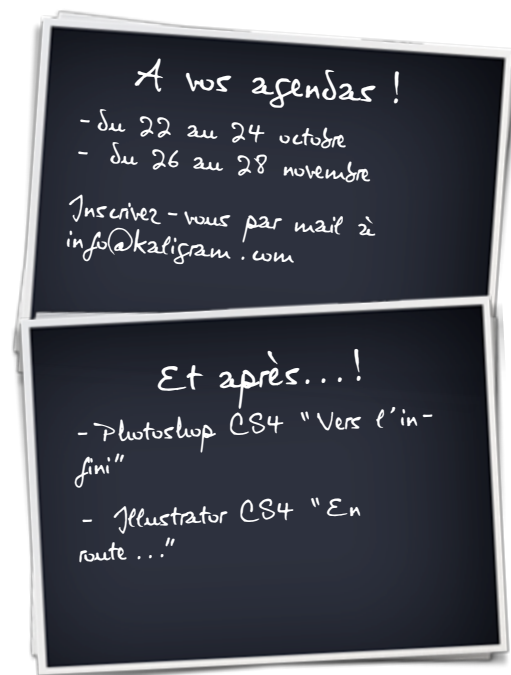 A vos agendas !
- du 22 au 24 octobre
- du 26 au 28 novembre
Inscrivez-vous par mail à
info@kaligram.com
Et après...!
- Photoshop CS4 "Vers l'in-
fini"
- Illustrator CS4 "En
route ..."